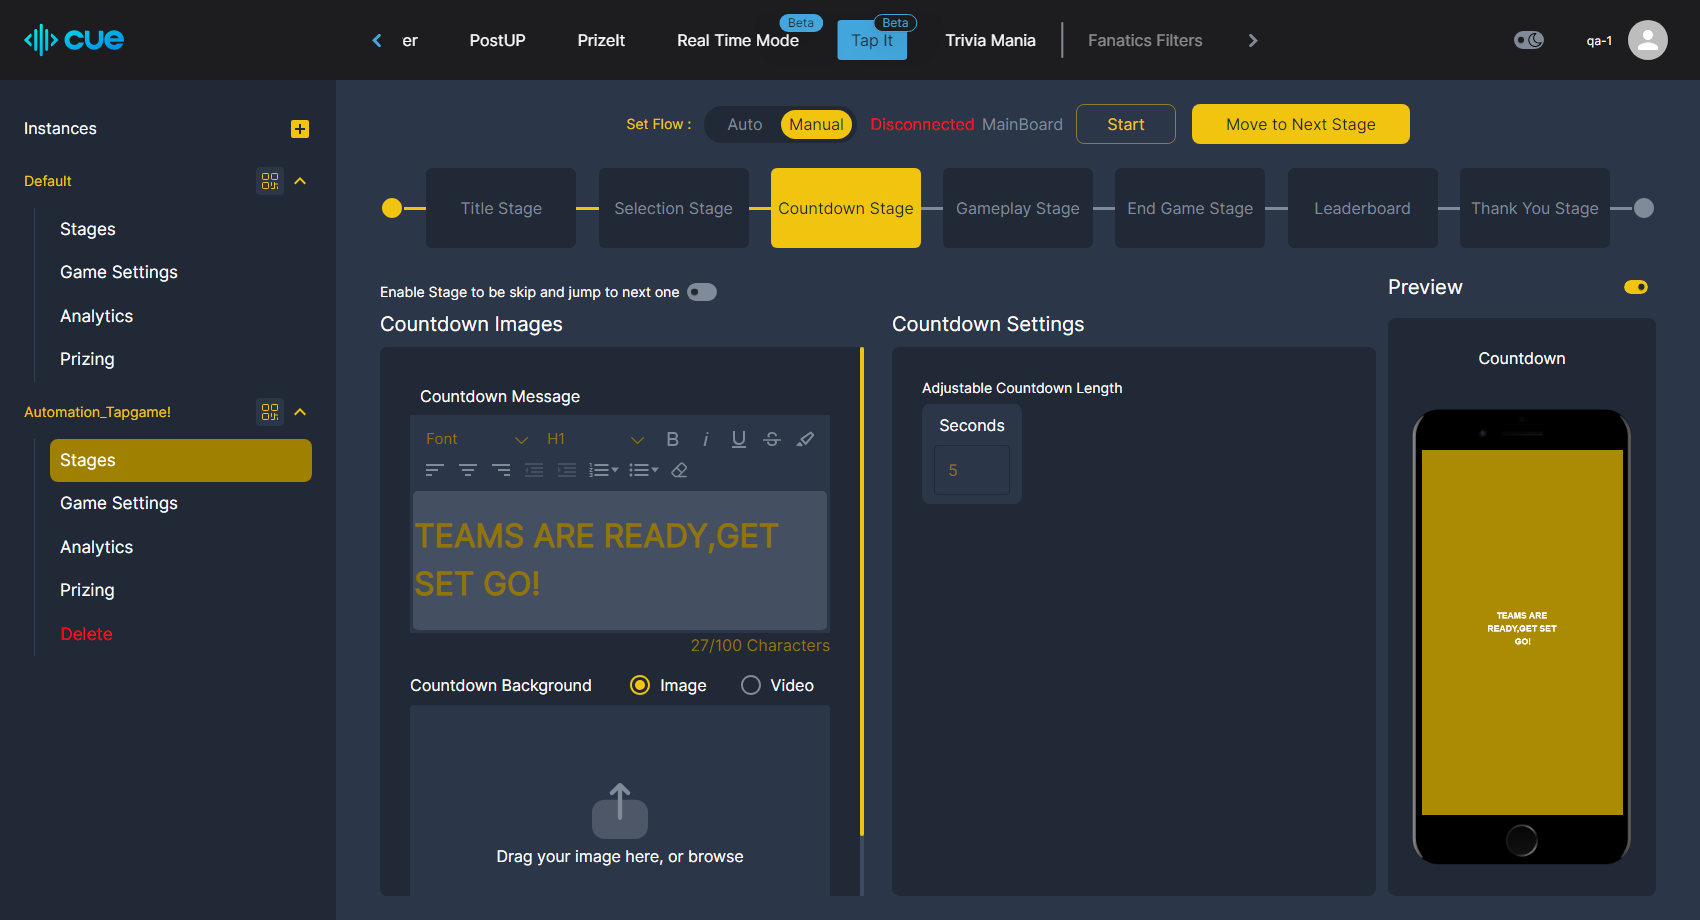 cue
er
PostUP
PrizeIt
Real Time Mode
Beta
Tap It
Beta
Trivia Mania
Fanatics Filters
qa-1
Instances
Default
Stages
Game Settings
Analytics
Prizing
Automation_Tapgame!
Stages
Game Settings
Analytics
Prizing
Delete
Set Flow :
Auto
Manual
Disconnected MainBoard
Start
Move to Next Stage
Title Stage
Selection Stage
Countdown Stage
Gameplay Stage
End Game Stage
Leaderboard
Thank You Stage
Enable Stage to be skip and jump to next one
Countdown Images
Countdown Message
Font
H1
B
i
U
S
TEAMS ARE READY,GET
SET GO!
27/100 Characters
Countdown Background
Image
Video
Drag your image here, or browse
Countdown Settings
Adjustable Countdown Length
Seconds
5
Preview
Countdown
TEAMS ARE
READY,GET SET
GO!